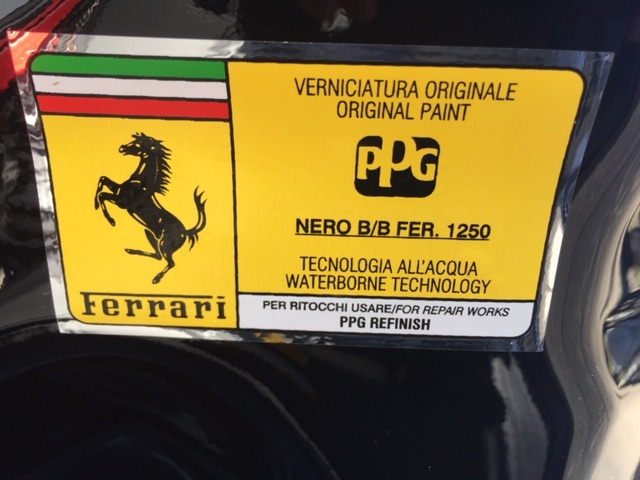 VERNICIATURA ORIGINALE
ORIGINAL PAINT
PPG
NERO B/B FER. 1250
TECNOLOGIA ALL'ACQUA
WATERBORNE TECHNOLOGY
Ferrari
PER RITOCCHI USARE/FOR REPAIR WORKS
PPG REFINISH